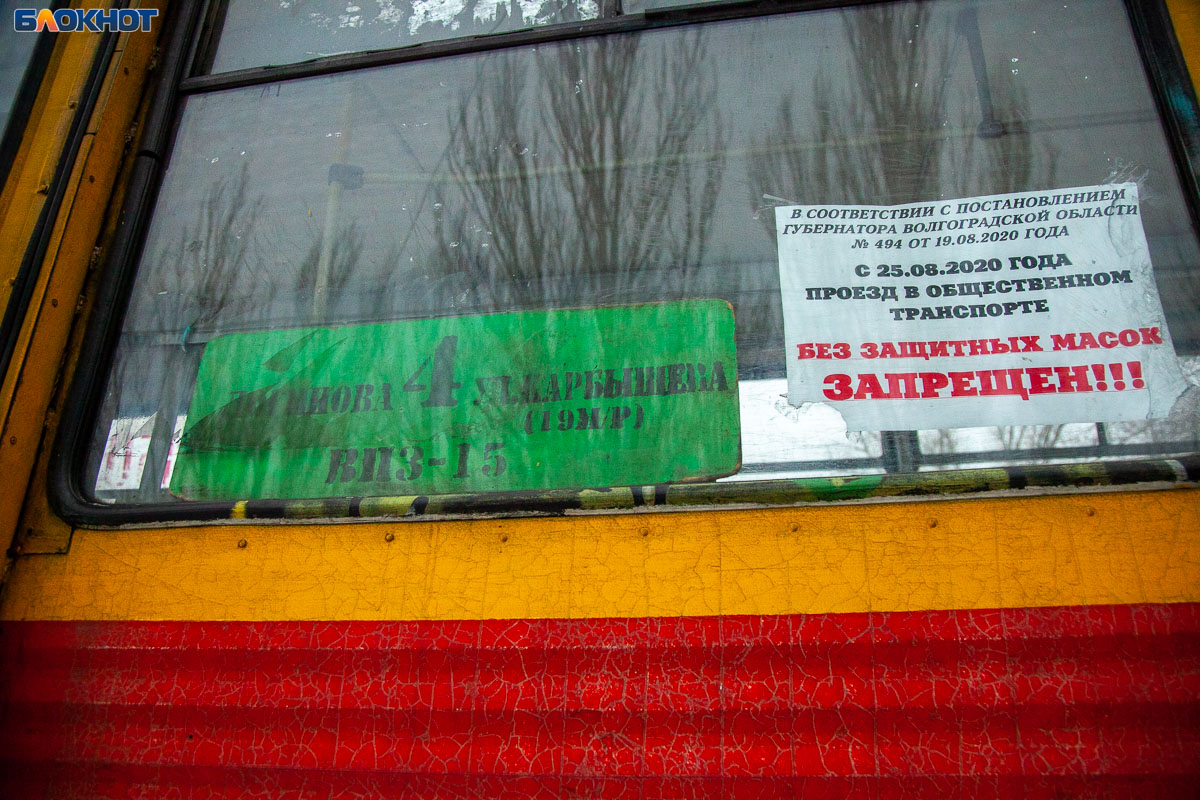 БЛОКНОТ
В СООТВЕТСТВИИ С ПОСТАНОВЛЕНИЕМ
ГУБЕРНАТОРА ВОЛГОГРАДСКОЙ ОБЛАСТИ
№ 494 ОТ 19.08.2020 ГОДА
С 25.08.2020 ГОДА
ПРОЕЗД В ОБЩЕСТВЕННОМ
ТРАНСПОРТЕ
БЕЗ ЗАЩИТНЫХ МАСОК
ЗАПРЕЩЕН!!!
4 УЛ.КАРБЫШЕВА
(19М/Р)
ВПЗ-15